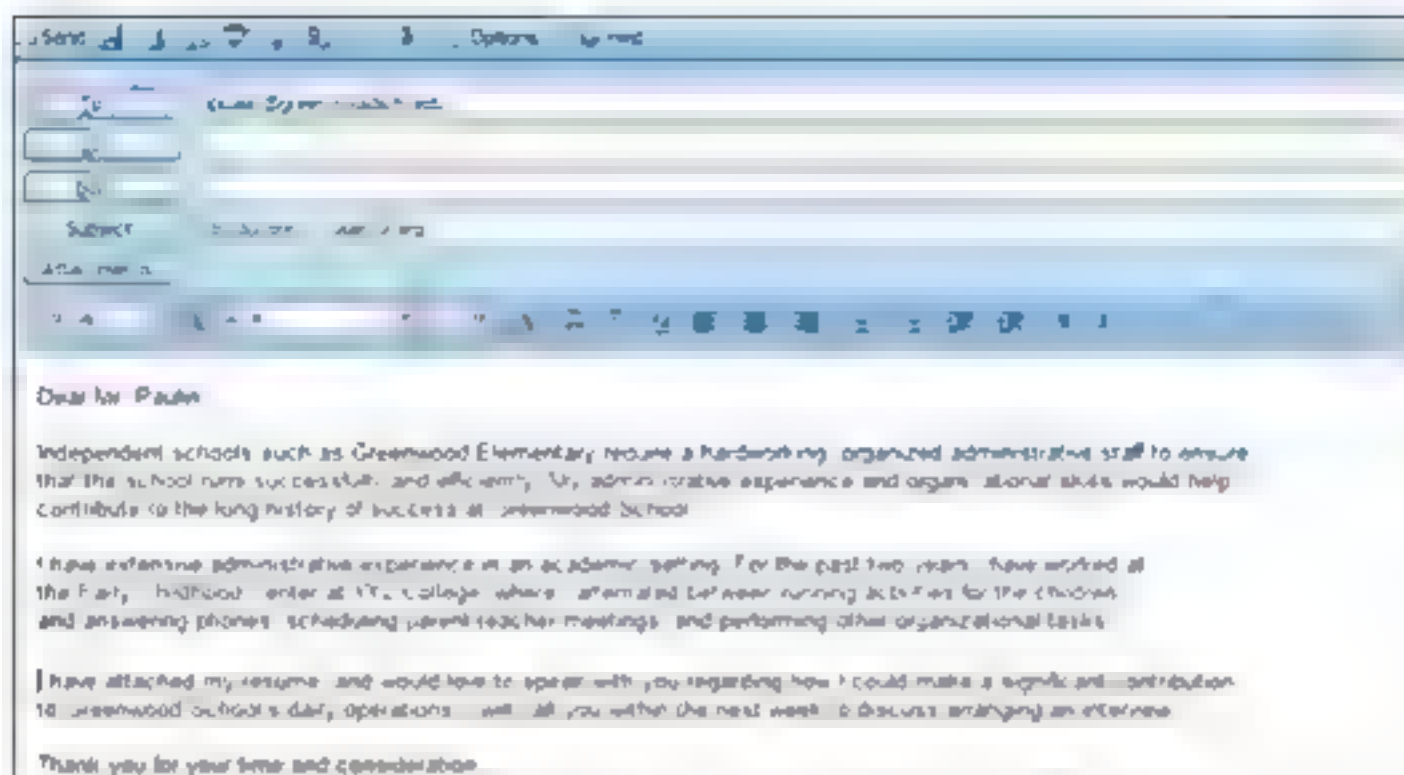 Send Options
To
Subject
Dear Mr. Paulin
Independent schools such as Greenwood Elementary require a hardworking, organized administrative staff to ensure
that the school runs successfully and efficiently. My administrative experience and organizational skills would help
contribute to the long history of success at Greenwood School.
I have extensive administrative experience in an academic setting. For the past two years I have worked at
the Early Childhood Center at College, where I alternated between running activities for the children
and answering phones, scheduling parent-teacher meetings, and performing other organizational tasks.
I have attached my resume, and would love to speak with you regarding how I could make a significant contribution
to Greenwood School's daily operations. I will call you within the next week to discuss arranging an interview.
Thank you for your time and consideration.